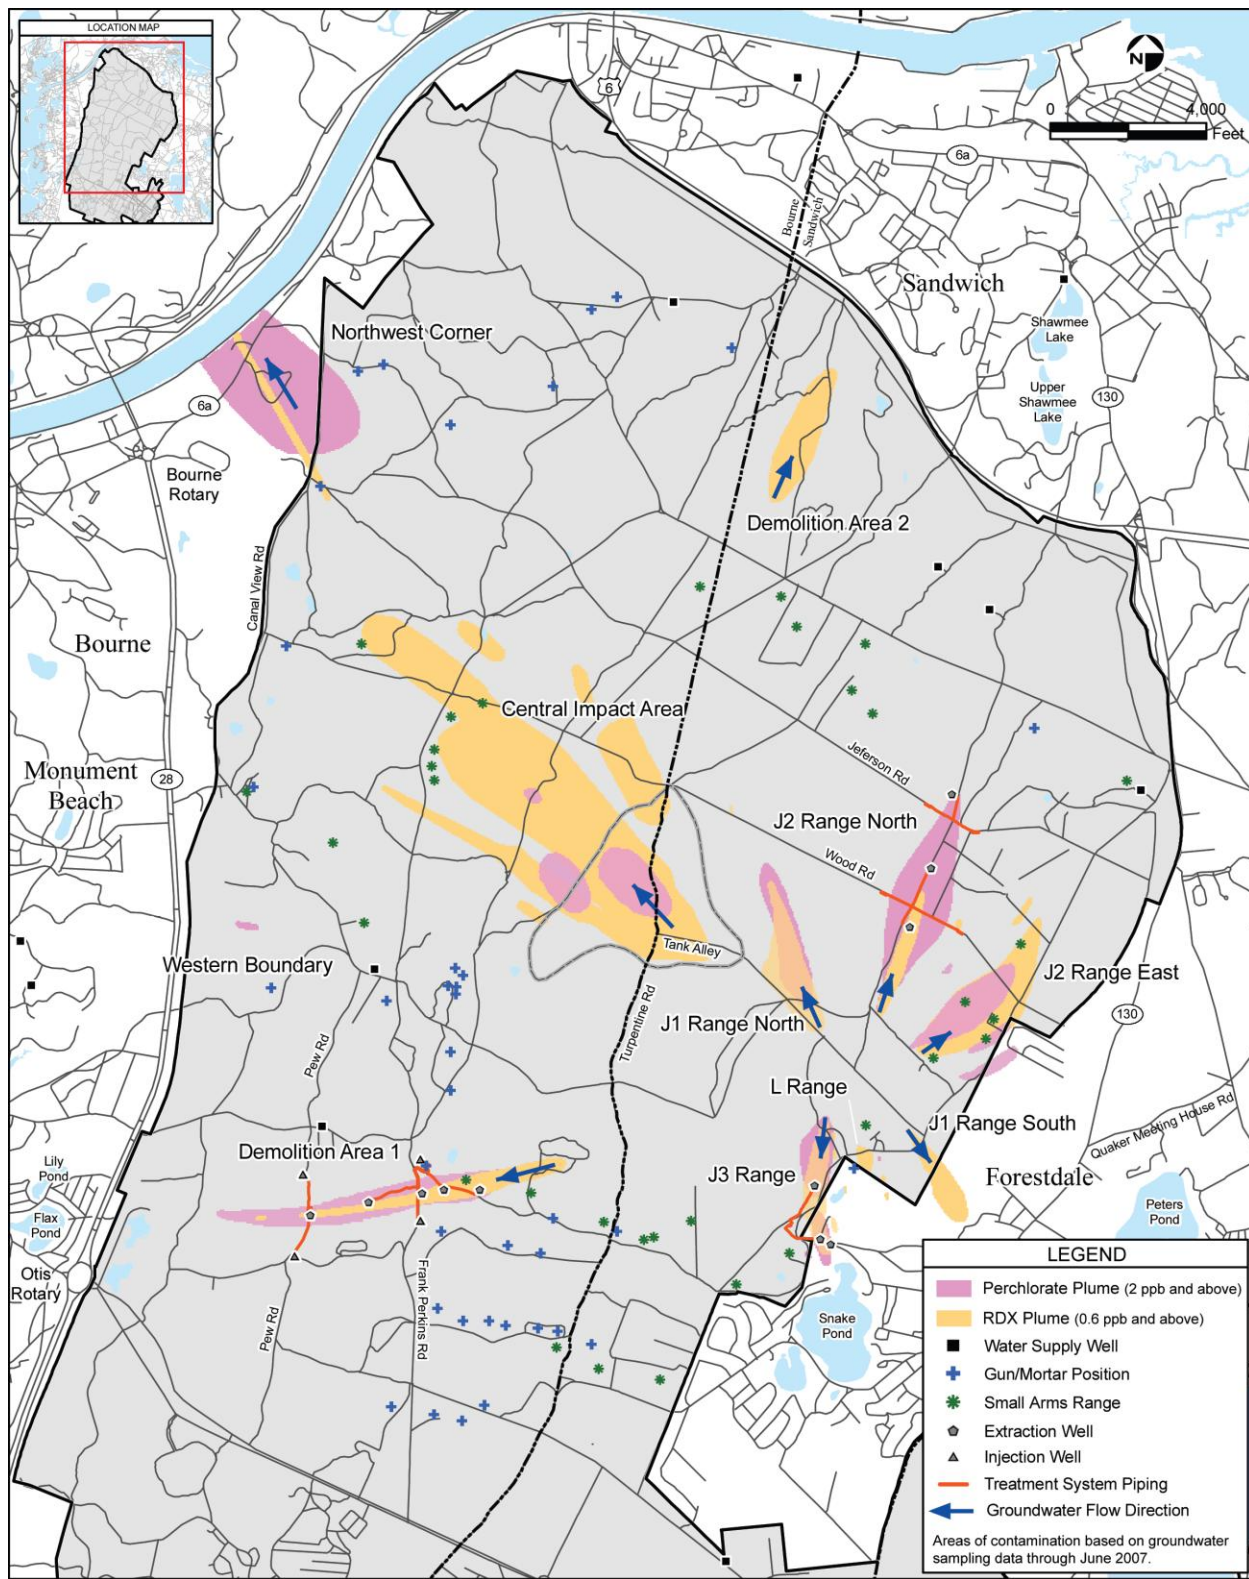 LOCATION MAP
6
N
0
4,000
Feet
6a
Bourne
Sandwich
Sandwich
Shawmee
Lake
Northwest Corner
Upper
Shawmee
Lake
130
6a
Bourne
Rotary
Demolition Area 2
Canal View Rd
Bourne
Central Impact Area
Jeferson Rd
Monument
Beach
28
J2 Range North
Wood Rd
Tank Alley
Western Boundary
J2 Range East
130
J1 Range North
Turpentine Rd
Pew Rd
L Range
J1 Range South
Quaker Meeting House Rd
Demolition Area 1
Lily
Pond
J3 Range
Forestdale
Flax
Pond
Peters
Pond
Otis
Rotary
Frank Perkins Rd
Pew Rd
Snake
Pond
LEGEND
Perchlorate Plume (2 ppb and above)
RDX Plume (0.6 ppb and above)
Water Supply Well
Gun/Mortar Position
Small Arms Range
Extraction Well
Injection Well
Treatment System Piping
Groundwater Flow Direction
Areas of contamination based on groundwater
sampling data through June 2007.